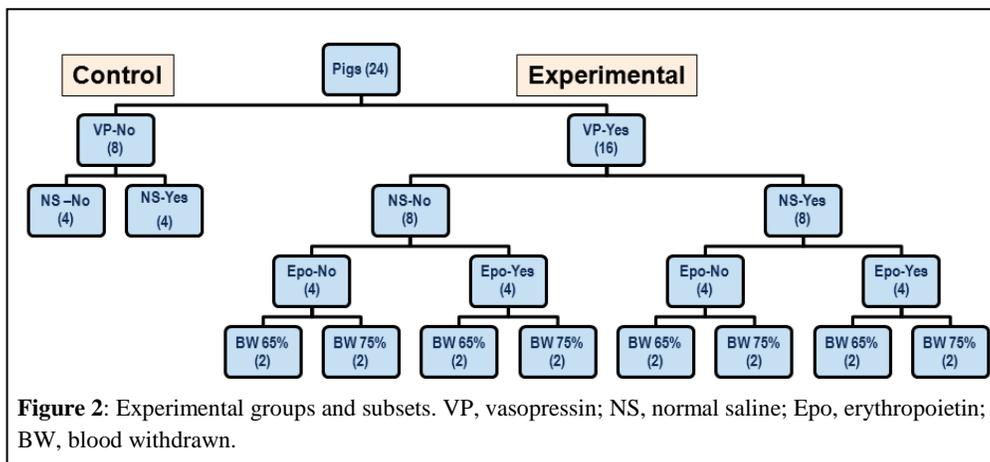 Control
Pigs (24)
Experimental
VP-No
(8)
VP-Yes
(16)
NS –No
(4)
NS-Yes
(4)
NS-No
(8)
NS-Yes
(8)
Epo-No
(4)
Epo-Yes
(4)
Epo-No
(4)
Epo-Yes
(4)
BW 65%
(2)
BW 75%
(2)
BW 65%
(2)
BW 75%
(2)
BW 65%
(2)
BW 75%
(2)
BW 65%
(2)
BW 75%
(2)
Figure 2: Experimental groups and subsets. VP, vasopressin; NS, normal saline; Epo, erythropoietin;
BW, blood withdrawn.